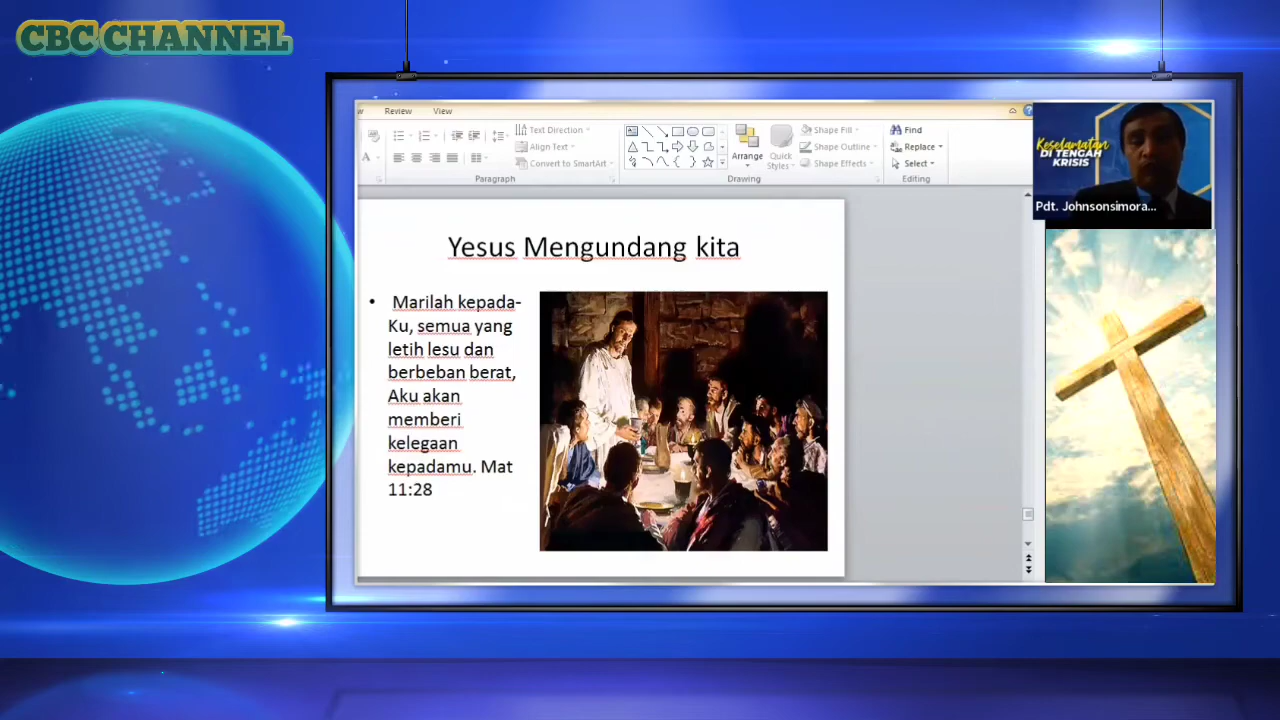 CBC CHANNEL
Review View
Text Direction
Align Text
Convert to SmartArt
Paragraph
Arrange
Quick
Styles
Shape Fill
Shape Outline
Shape Effects
Drawing
Find
Replace
Select
Editing
Keselamatan
DI TENGAH
KRISIS
Pdt. Johnsonsimora...
Yesus Mengundang kita
• Marilah kepada-
Ku, semua yang
letih lesu dan
berbeban berat,
Aku akan
memberi
kelegaan
kepadamu. Mat
11:28